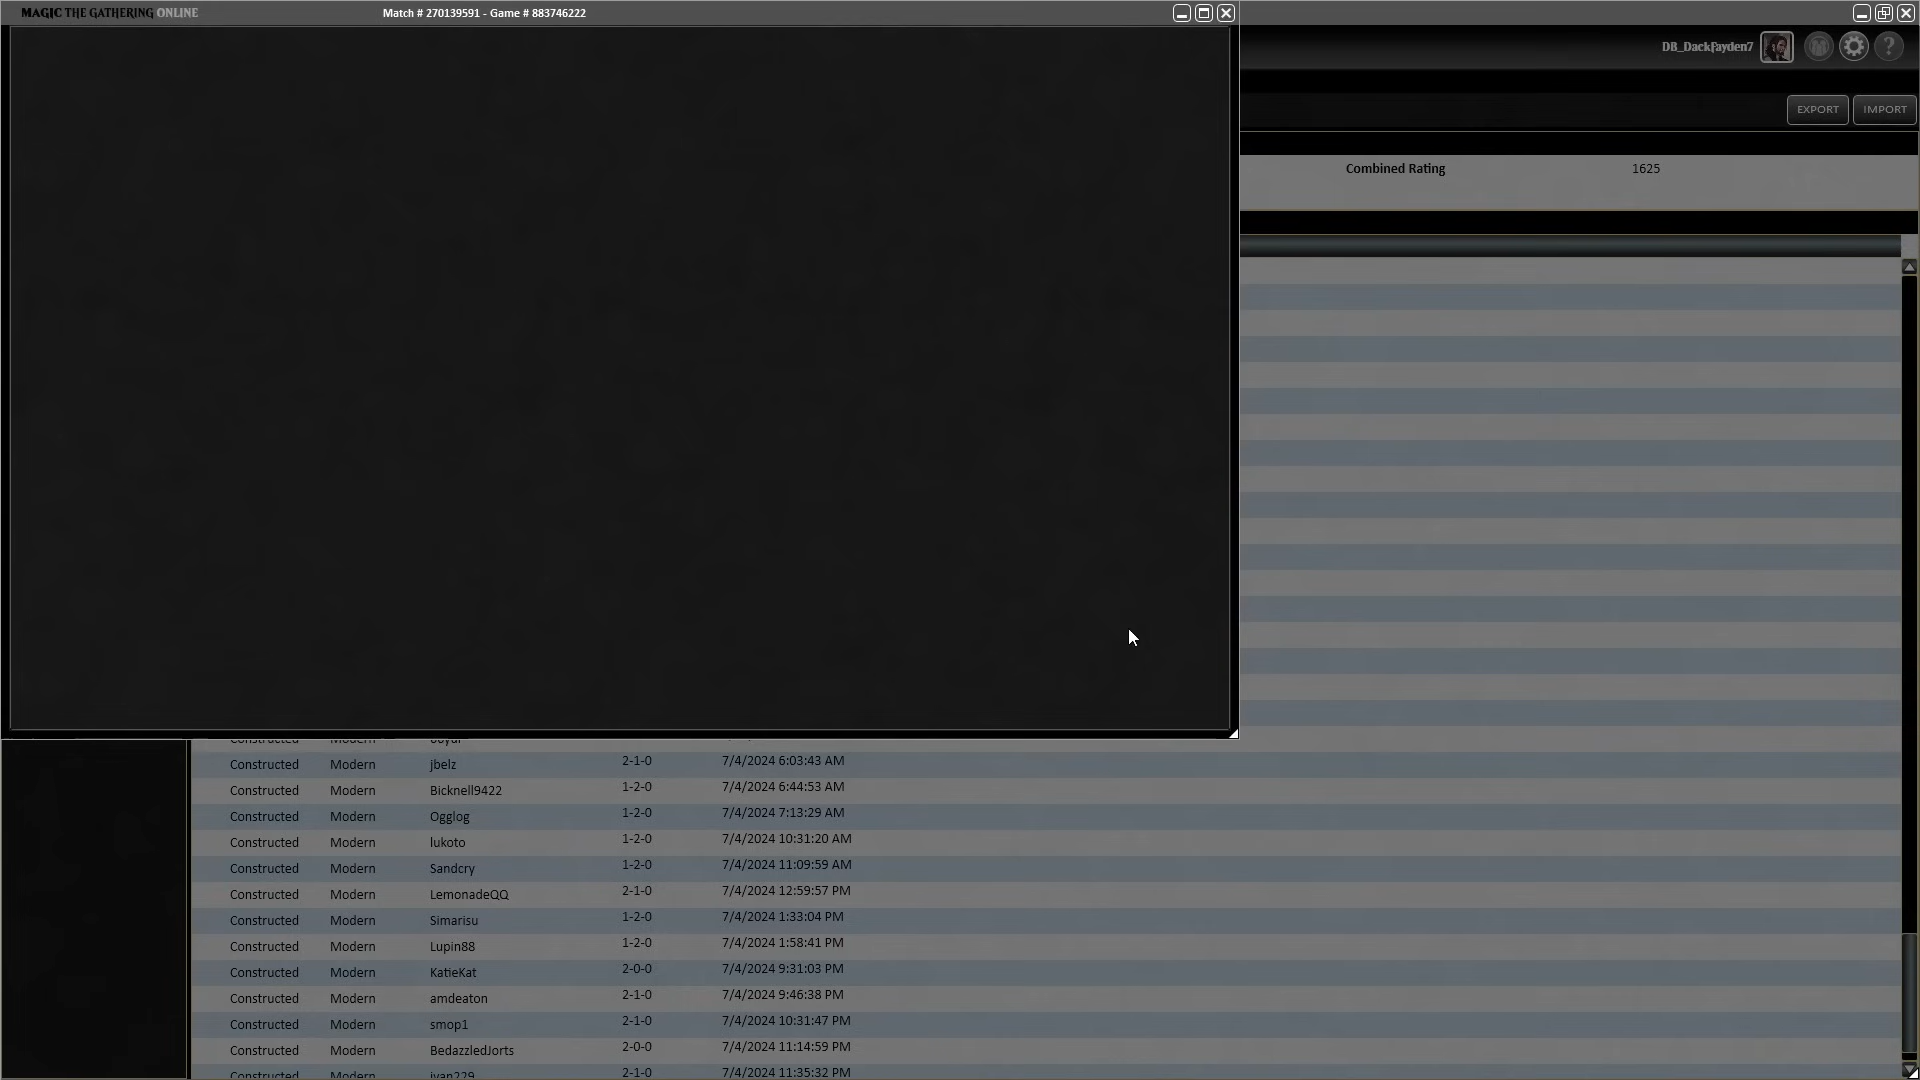 MAGIC THE GATHERING ONLINE Match # 270139591 - Game # 883746222
DB_Dackfayden7 ?
EXPORT IMPORT
Combined Rating 1625
Constructed Modern
Constructed Modern jbelz 2-1-0 7/4/2024 6:03:43 AM
Constructed Modern Bicknell9422 1-2-0 7/4/2024 6:44:53 AM
Constructed Modern Ogglog 1-2-0 7/4/2024 7:13:29 AM
Constructed Modern lukoto 1-2-0 7/4/2024 10:31:20 AM
Constructed Modern Sandcry 1-2-0 7/4/2024 11:09:59 AM
Constructed Modern LemonadeQQ 2-1-0 7/4/2024 12:59:57 PM
Constructed Modern Simarisu 1-2-0 7/4/2024 1:33:04 PM
Constructed Modern Lupin88 1-2-0 7/4/2024 1:58:41 PM
Constructed Modern KatieKat 2-0-0 7/4/2024 9:31:03 PM
Constructed Modern amdeaton 2-1-0 7/4/2024 9:46:38 PM
Constructed Modern smop1 2-1-0 7/4/2024 10:31:47 PM
Constructed Modern BedazzledJorts 2-0-0 7/4/2024 11:14:59 PM
Constructed Modern ivan229 2-1-0 7/4/2024 11:35:32 PM